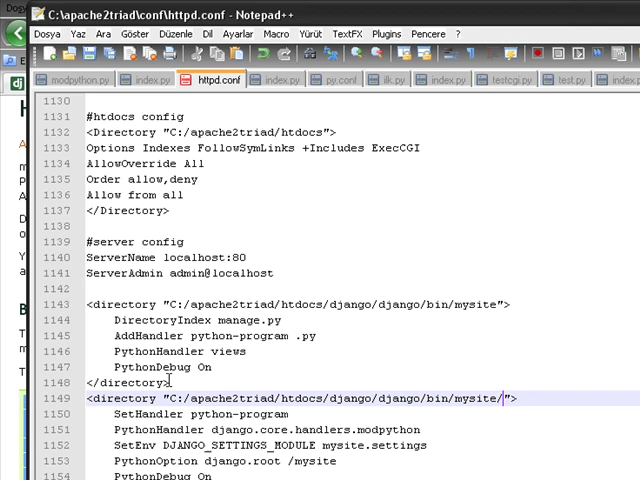 C:\apache2triad\conf\httpd.conf - Notepad++
Dosya Yaz Ara Göster Düzenle Dil Ayarlar Macro Yürüt TextFX Plugins Pencere ?
modpython.py index.py httpd.conf index.py py.conf ilk.py index.py testcgi.py test.py index.py
1130
1131 #htdocs config
1132 <Directory "C:/apache2triad/htdocs">
1133 Options Indexes FollowSymLinks +Includes ExecCGI
1134 AllowOverride All
1135 Order allow,deny
1136 Allow from all
1137 </Directory>
1138
1139 #server config
1140 ServerName localhost:80
1141 ServerAdmin admin@localhost
1142
1143 <directory "C:/apache2triad/htdocs/django/django/bin/mysite">
1144 DirectoryIndex manage.py
1145 AddHandler python-program .py
1146 PythonHandler views
1147 PythonDebug On
1148 </directory>
1149 <directory "C:/apache2triad/htdocs/django/django/bin/mysite/">
1150 SetHandler python-program
1151 PythonHandler django.core.handlers.modpython
1152 SetEnv DJANGO_SETTINGS_MODULE mysite.settings
1153 PythonOption django.root /mysite
1154 PythonDebug On